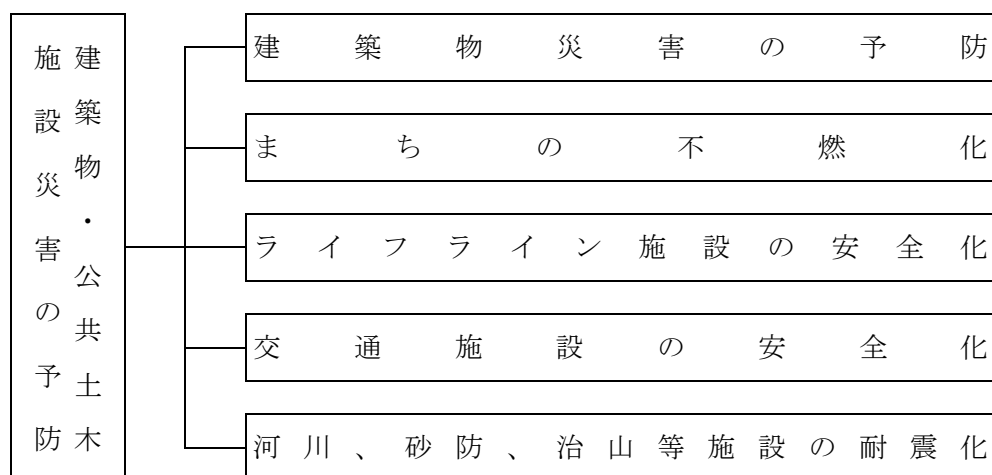 建築物・公共土木
施設災害の予防
建築物災害の予防
まちの不燃化
ライフライン施設の安全化
交通施設の安全化
河川、砂防、治山等施設の耐震化